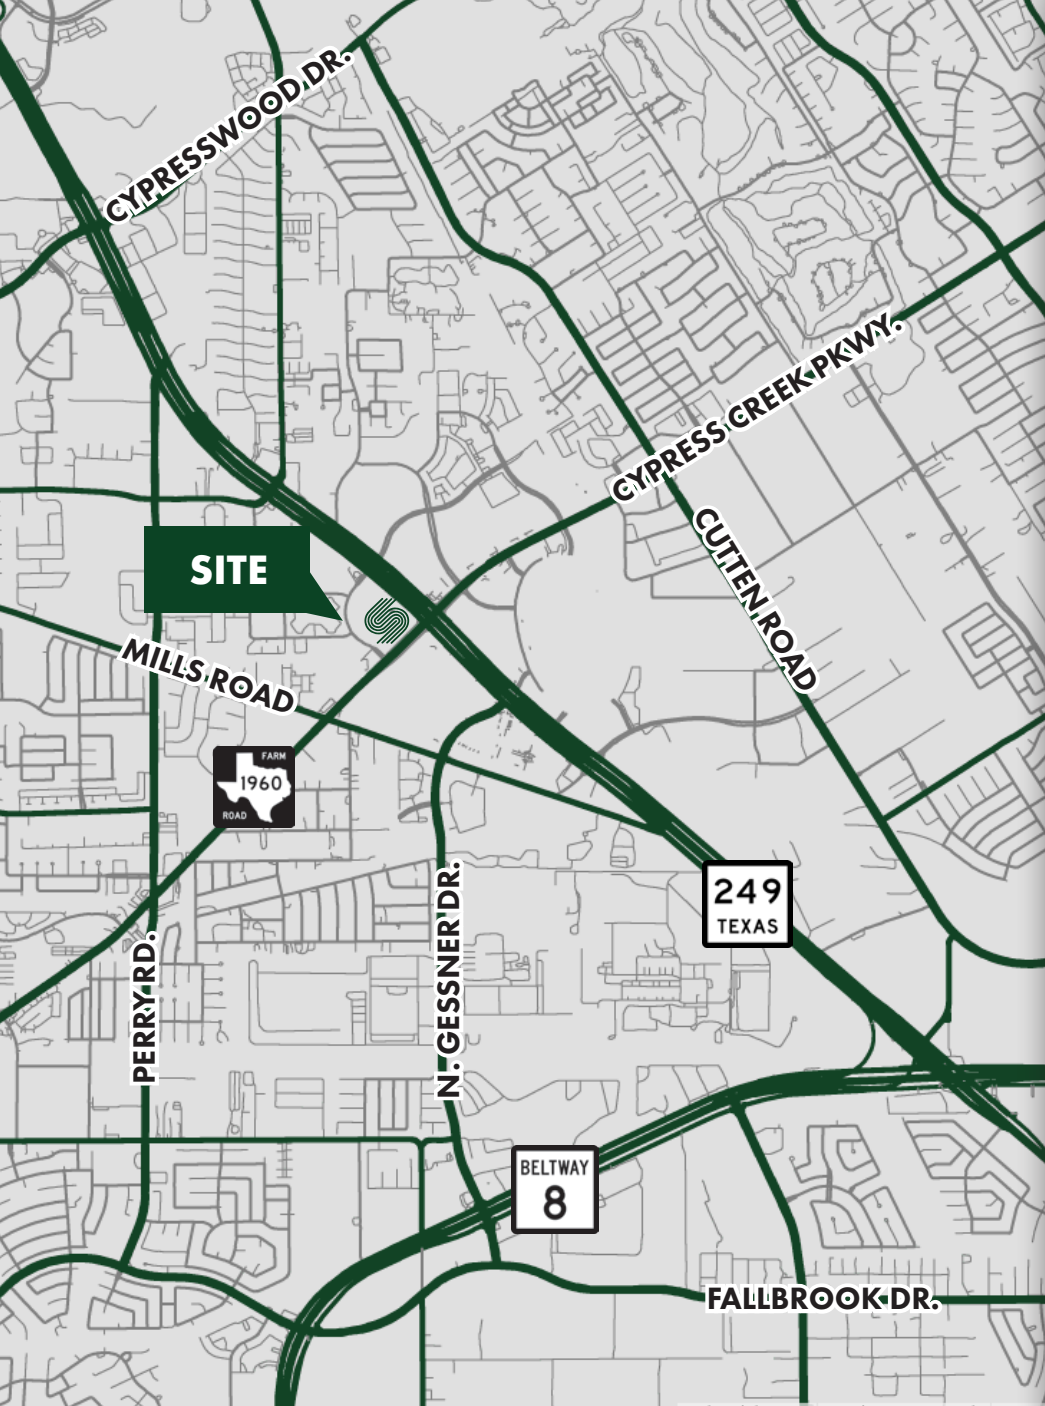 CYPRESSWOOD DR.
CYPRESS CREEK PKWY.
CUTTEN ROAD
SITE
MILLS ROAD
FARM
1960
ROAD
249
TEXAS
N. GESSNER DR.
PERRY RD.
BELTWAY
8
FALLBROOK DR.